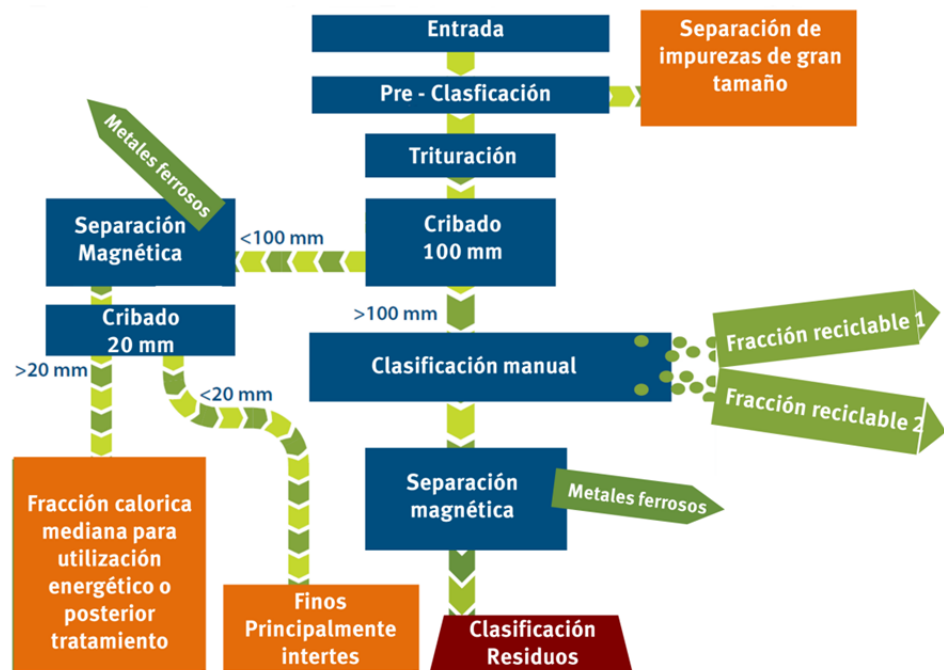 Entrada
Separación de
impurezas de gran
tamaño
Pre - Clasficación
Trituración
Metales ferrosos
Separación
Magnética
<100 mm
Cribado
100 mm
>100 mm
Cribado
20 mm
Fracción reciclable 1
Clasificación manual
>20 mm
<20 mm
Fracción reciclable 2
Separación
magnética
Metales ferrosos
Fracción calorica
mediana para
utilización
energético o
posterior
tratamiento
Finos
Principalmente
intertes
Clasificación
Residuos